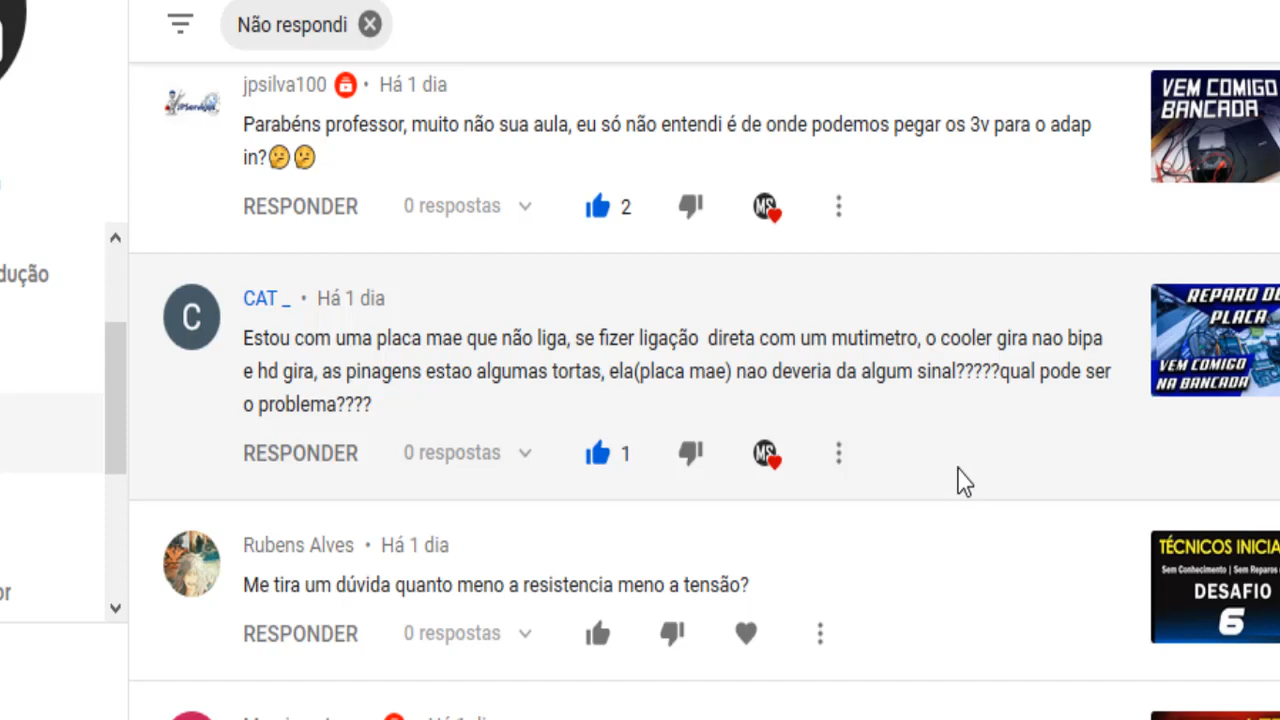 Não respondi
jpsilva100 • Há 1 dia
Parabéns professor, muito não sua aula, eu só não entendi é de onde podemos pegar os 3v para o adap
in?🤔🤔
RESPONDER 0 respostas 2
VEM COMIGO
BANCADA
dução
C
CAT _ • Há 1 dia
Estou com uma placa mae que não liga, se fizer ligação direta com um mutimetro, o cooler gira nao bipa
e hd gira, as pinagens estao algumas tortas, ela(placa mae) nao deveria da algum sinal?????qual pode ser
o problema????
RESPONDER 0 respostas 1
REPARO DE
PLACA
VEM COMIGO
NA BANCADA
Rubens Alves • Há 1 dia
Me tira um dúvida quanto meno a resistencia meno a tensão?
RESPONDER 0 respostas
TÉCNICOS INICIA
Sem Conhecimento | Sem Reparos
DESAFIO
6
or